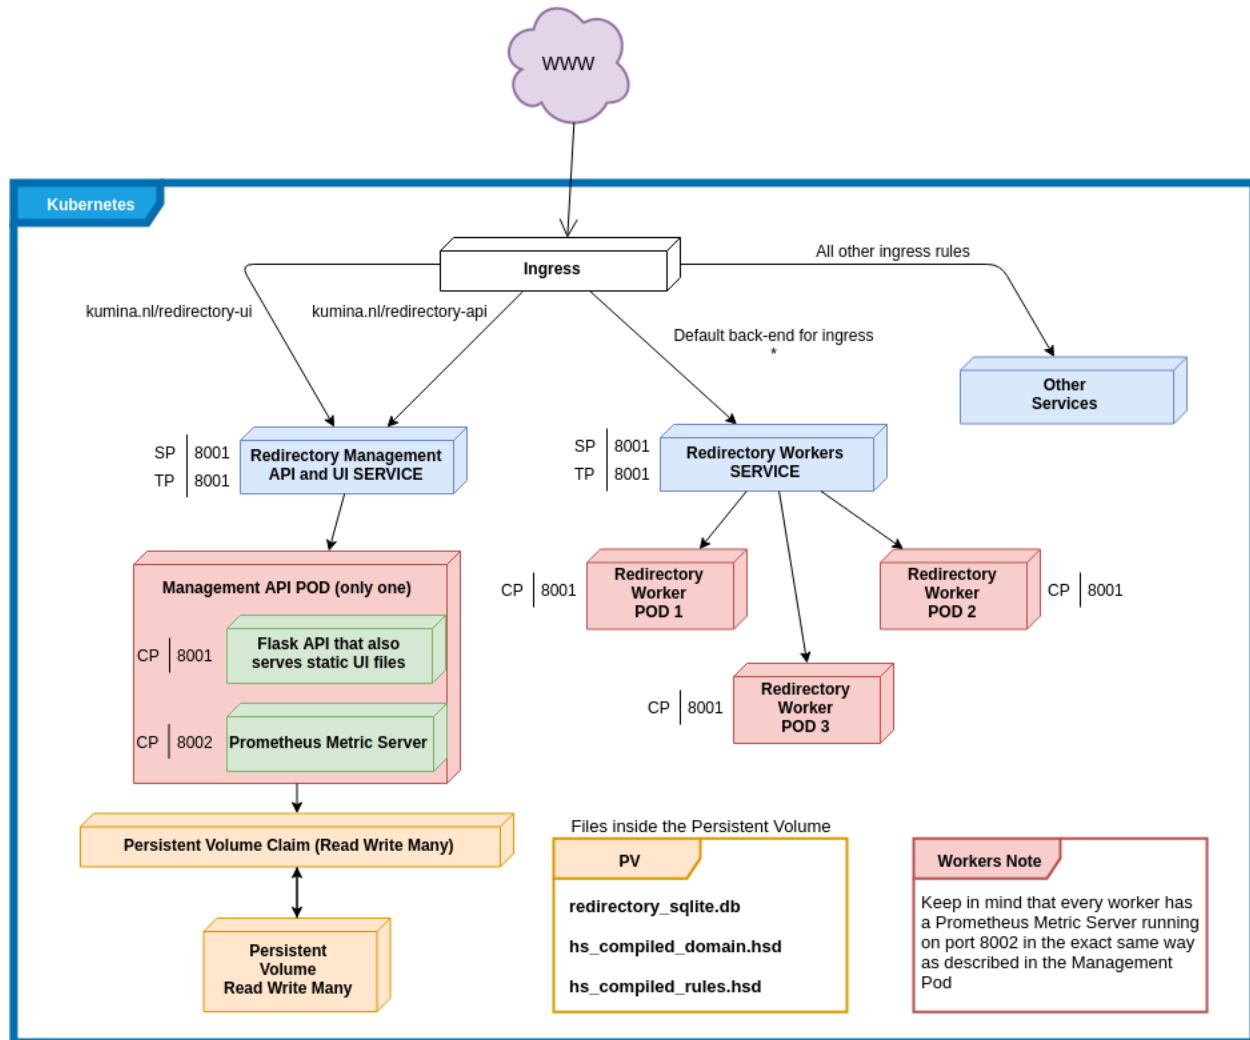 WWW
Kubernetes
Ingress
All other ingress rules
kumina.nl/redirectory-ui
kumina.nl/redirectory-api
Default back-end for ingress
*
Other
Services
SP 8001
TP 8001
Redirectory Management
API and UI SERVICE
SP 8001
TP 8001
Redirectory Workers
SERVICE
Management API POD (only one)
CP 8001
Flask API that also
serves static UI files
CP 8002
Prometheus Metric Server
CP 8001
Redirectory
Worker
POD 1
Redirectory
Worker
POD 2
CP 8001
CP 8001
Redirectory
Worker
POD 3
Persistent Volume Claim (Read Write Many)
Persistent
Volume
Read Write Many
Files inside the Persistent Volume
PV
redirectory_sqlite.db
hs_compiled_domain.hsd
hs_compiled_rules.hsd
Workers Note
Keep in mind that every worker has
a Prometheus Metric Server running
on port 8002 in the exact same way
as described in the Management
Pod